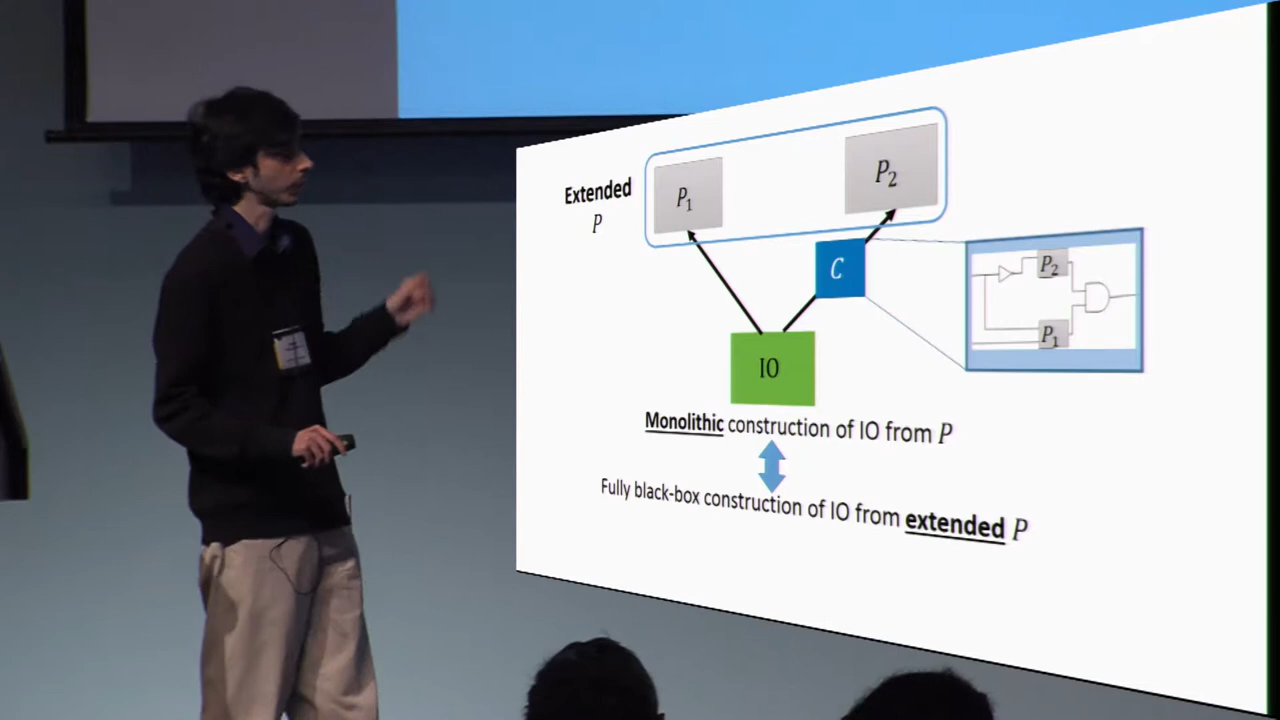 Extended
P
P₁
P₂
C
P₂
P₁
IO
Monolithic construction of IO from P
Fully black-box construction of IO from extended P